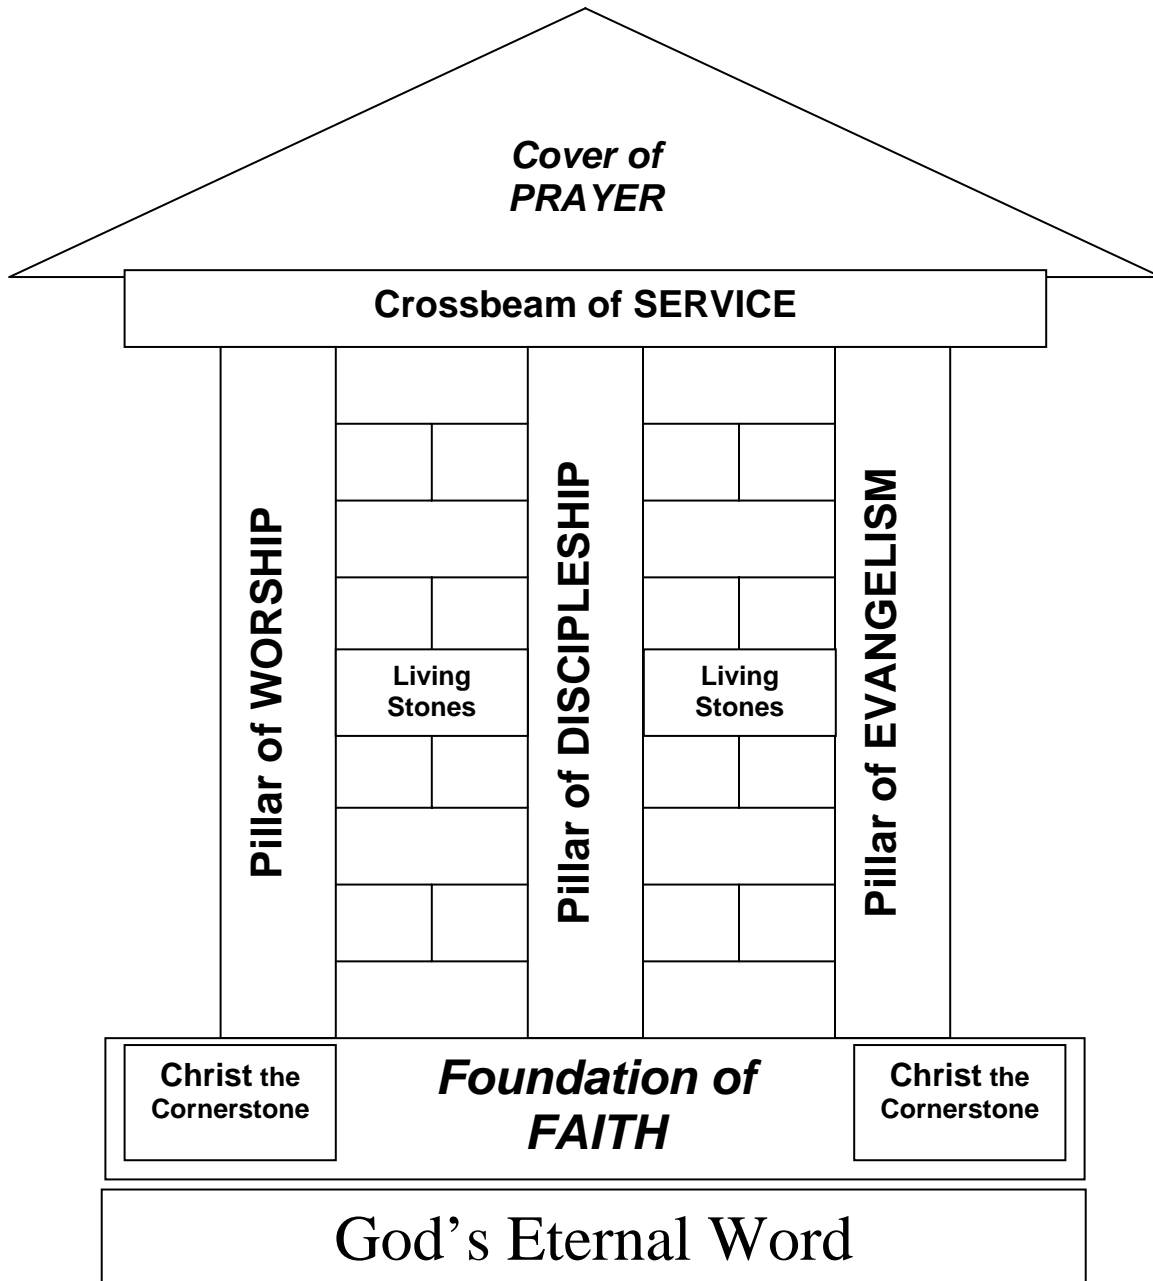 Cover of
PRAYER
Crossbeam of SERVICE
Pillar of WORSHIP
Living
Stones
Pillar of DISCIPLESHIP
Living
Stones
Pillar of EVANGELISM
Christ the
Cornerstone
Foundation of
FAITH
Christ the
Cornerstone
God’s Eternal Word